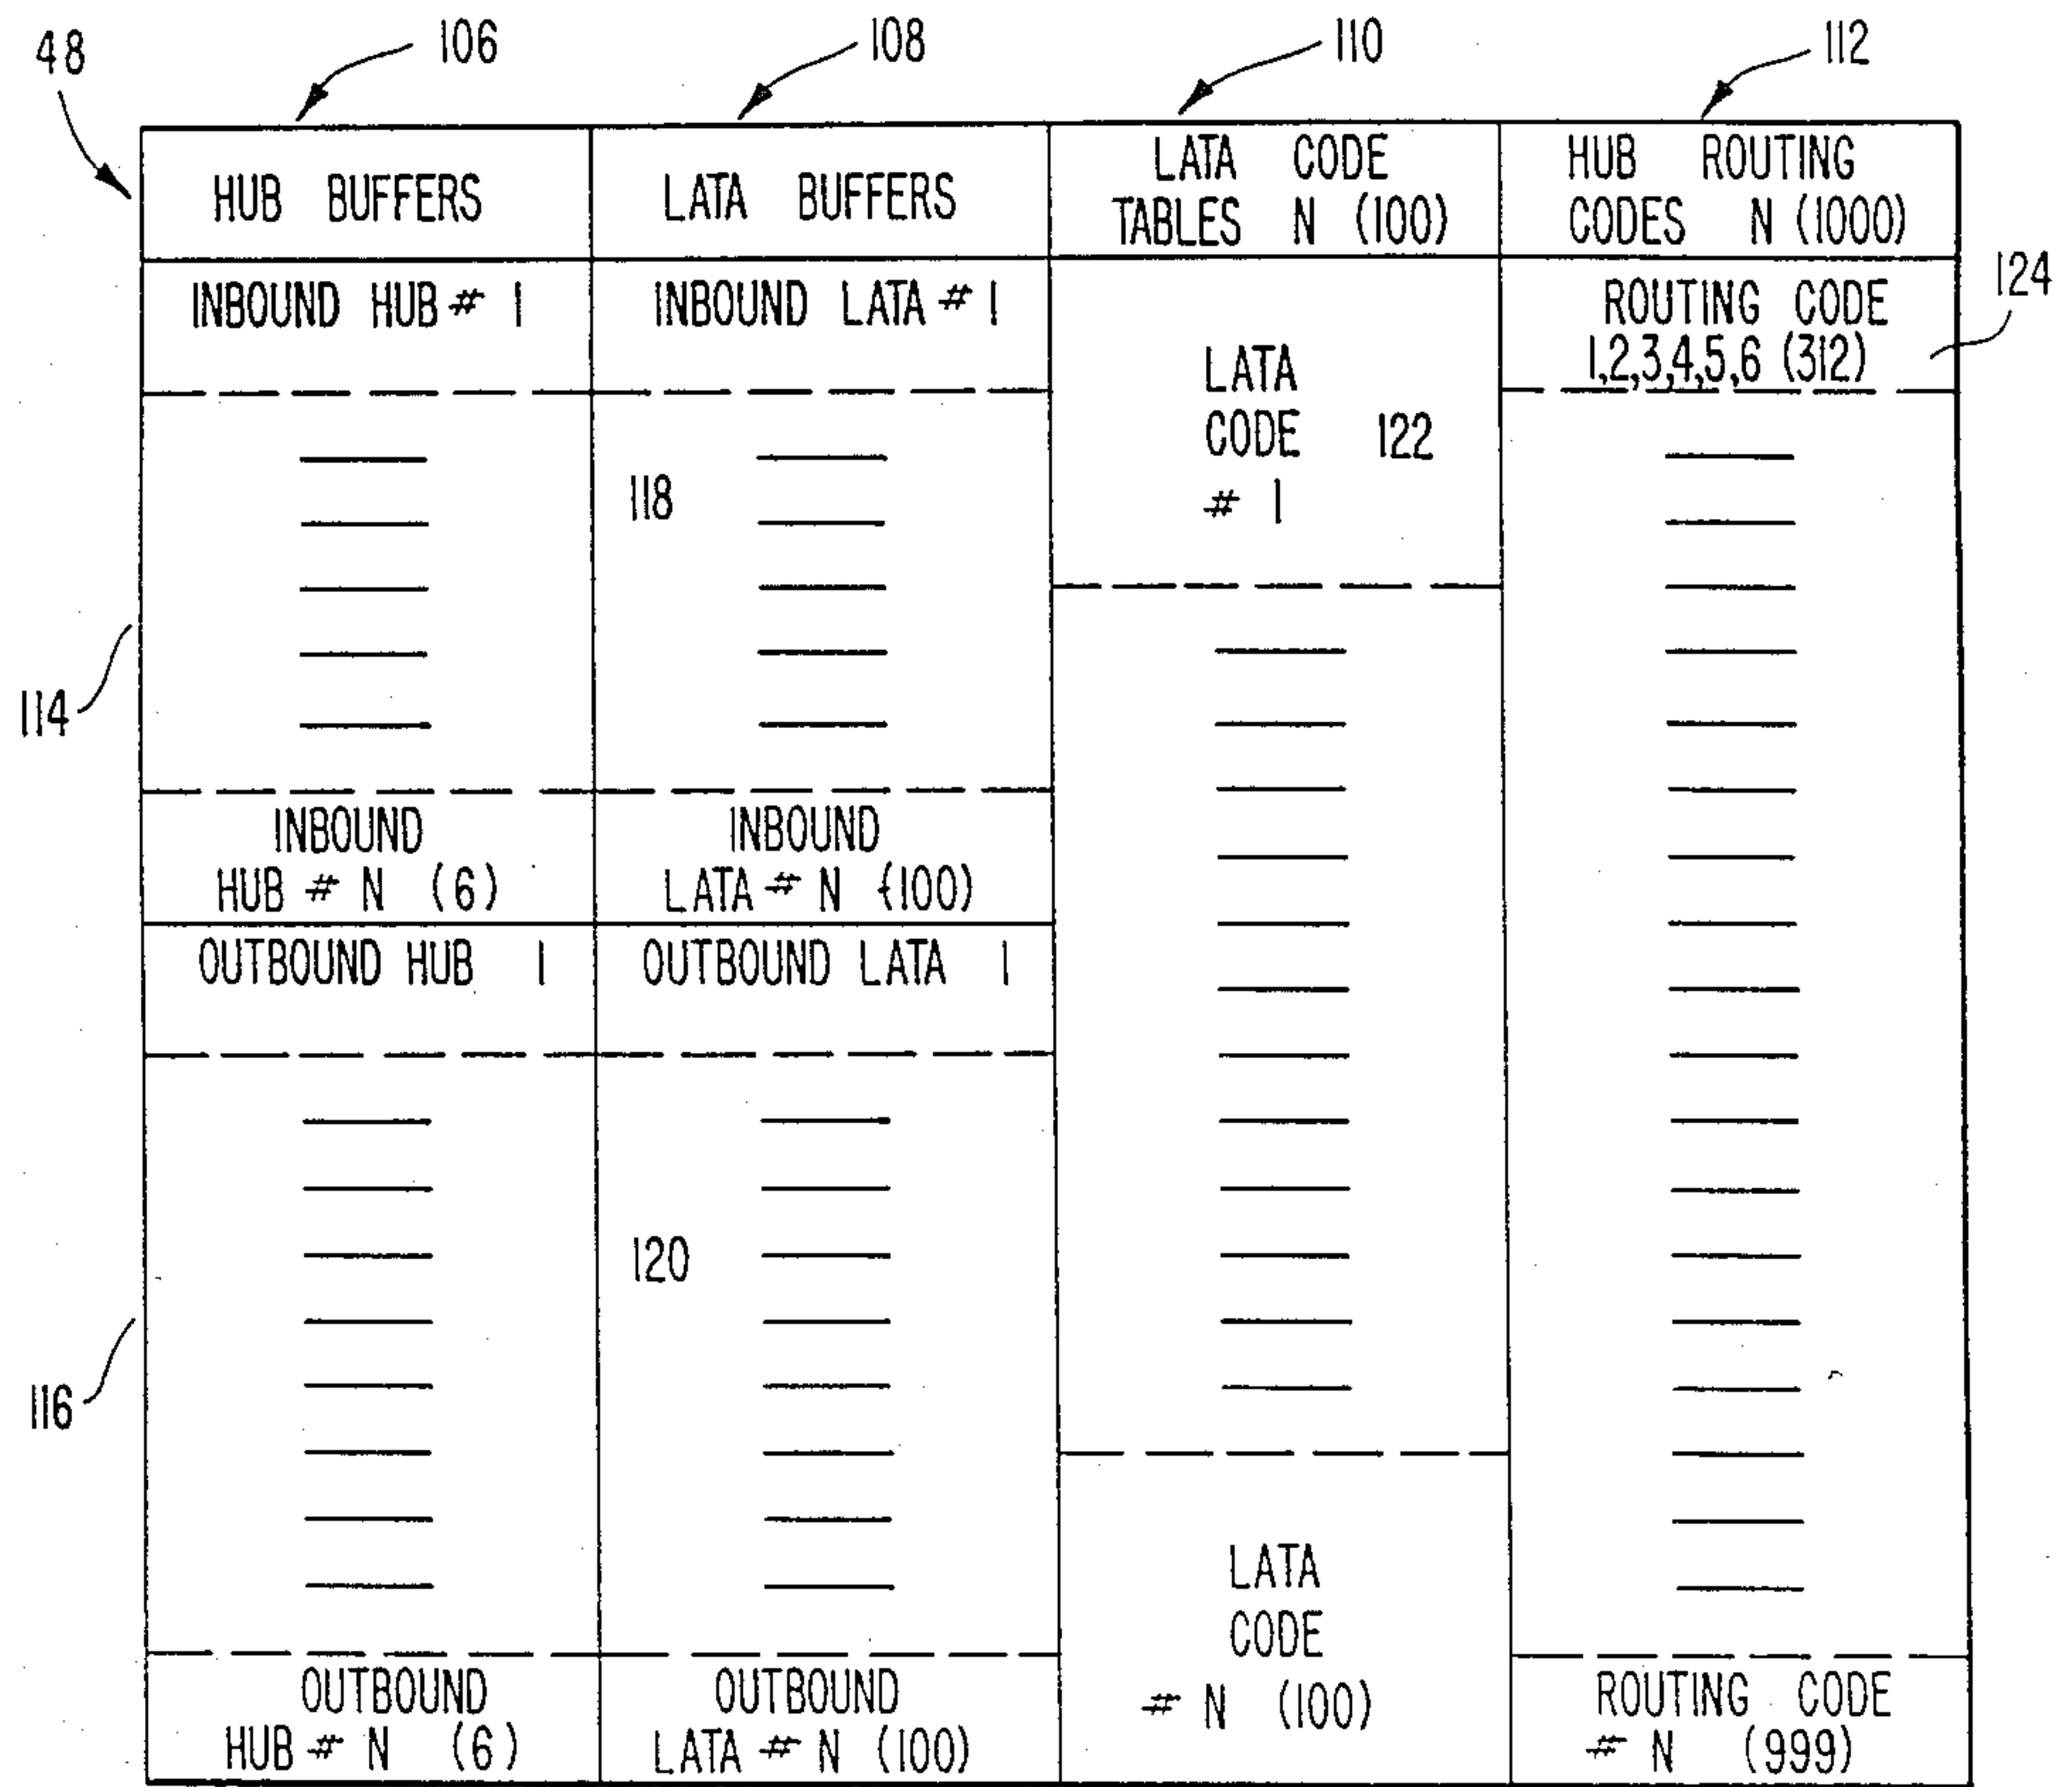 48
106
108
110
112
HUB BUFFERS
LATA BUFFERS
LATA CODE
TABLES N (100)
HUB ROUTING
CODES N (1000)
INBOUND HUB # 1
INBOUND LATA # 1
LATA
CODE 122
# 1
ROUTING CODE
1,2,3,4,5,6 (312)
124
118
114
INBOUND
HUB # N (6)
INBOUND
LATA # N (100)
OUTBOUND HUB 1
OUTBOUND LATA 1
120
116
OUTBOUND
HUB # N (6)
OUTBOUND
LATA # N (100)
LATA
CODE
# N (100)
ROUTING CODE
# N (999)